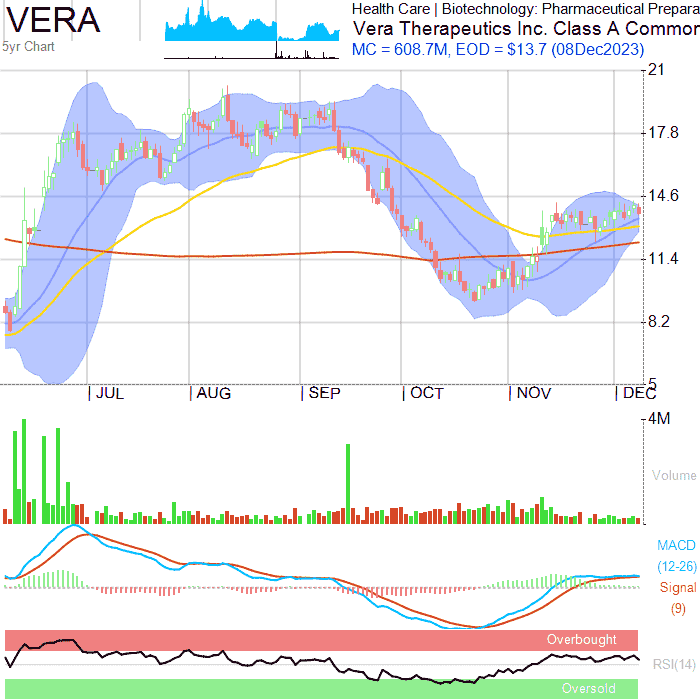 VERA
5yr Chart
Health Care | Biotechnology: Pharmaceutical Prepara
Vera Therapeutics Inc. Class A Common
MC = 608.7M, EOD = $13.7 (08Dec2023)
21
17.8
14.6
11.4
8.2
5
JUL AUG SEP OCT NOV DEC
4M
Volume
MACD
(12-26)
Signal
(9)
Overbought
RSI(14)
Oversold